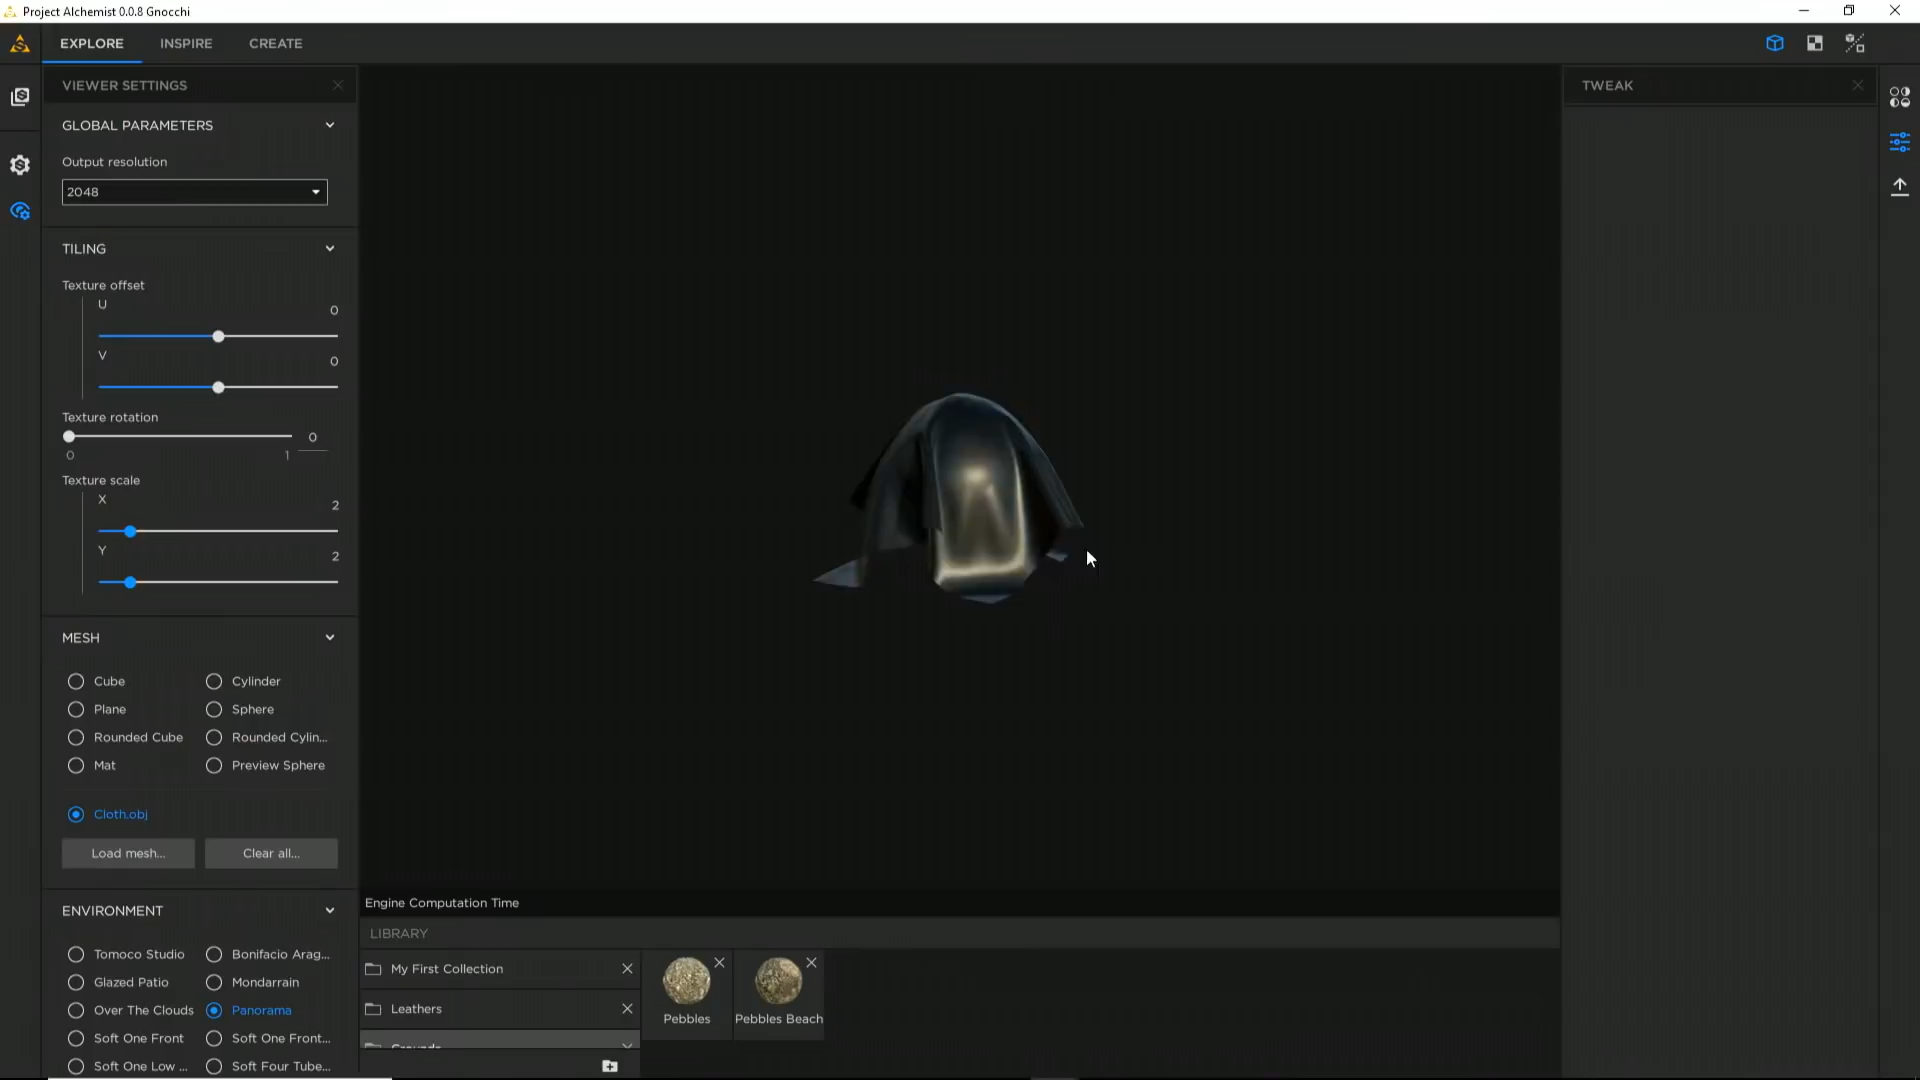 Project Alchemist 0.0.8 Gnocchi
EXPLORE INSPIRE CREATE
VIEWER SETTINGS
GLOBAL PARAMETERS
Output resolution
2048
TILING
Texture offset
U 0
V 0
Texture rotation
0
0 1
Texture scale
X 2
Y 2
MESH
Cube Cylinder
Plane Sphere
Rounded Cube Rounded Cylin...
Mat Preview Sphere
Cloth.obj
Load mesh... Clear all...
ENVIRONMENT
Tomoco Studio Bonifacio Arag...
Glazed Patio Mondarrain
Over The Clouds Panorama
Soft One Front Soft One Front...
Soft One Low ... Soft Four Tube...
Engine Computation Time
LIBRARY
My First Collection
Leathers
Grounds
Pebbles
Pebbles Beach
TWEAK